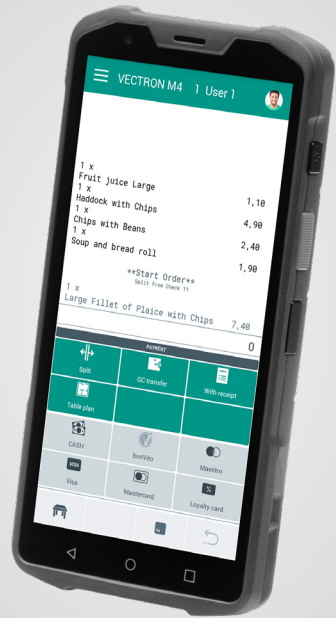 VECTRON M4 1 User 1
1 x
Fruit juice Large 1,10
1 x
Haddock with Chips 4,90
1 x
Chips with Beans 2,40
1 x
Soup and bread roll 1,90
**Start Order**
Split from Check 11
1 x
Large Fillet of Plaice with Chips 7,40
0
PAYMENT
Split GC transfer With receipt
Table plan
CASH bonVito Maestro
VISA
Visa Mastercard Loyalty card